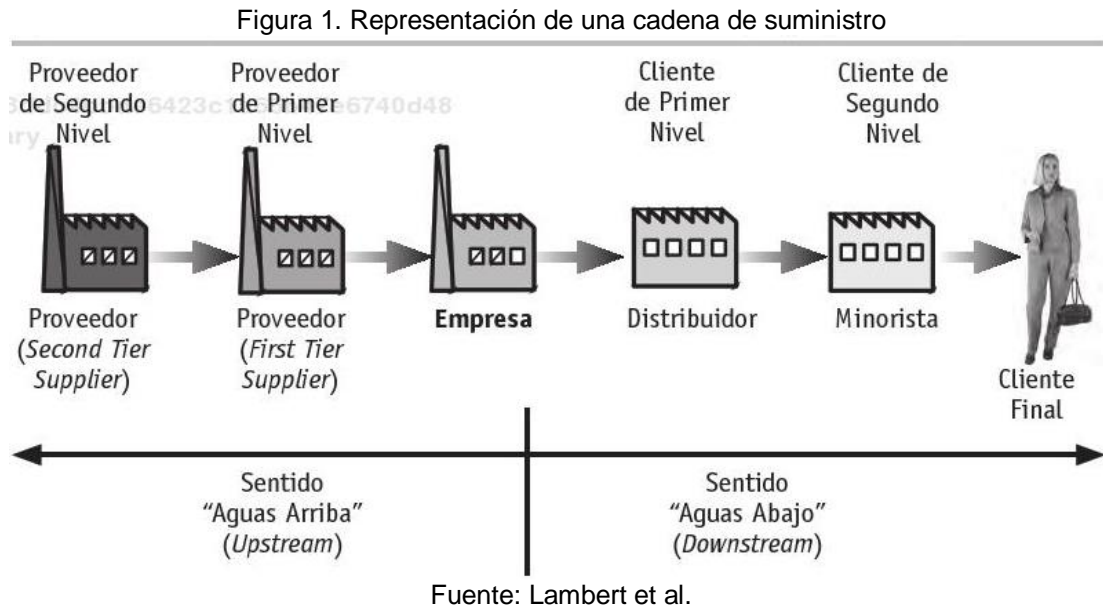 Figura 1. Representación de una cadena de suministro
Proveedor
de Segundo
Nivel
Proveedor
de Primer
Nivel
Cliente
de Primer
Nivel
Cliente de
Segundo
Nivel
Proveedor
(Second Tier
Supplier)
Proveedor
(First Tier
Supplier)
Empresa
Distribuidor
Minorista
Cliente
Final
Sentido
“Aguas Arriba”
(Upstream)
Sentido
“Aguas Abajo”
(Downstream)
Fuente: Lambert et al.